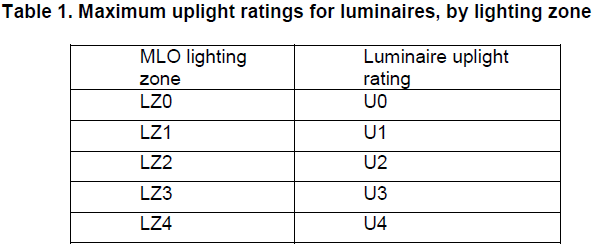 Table 1. Maximum uplight ratings for luminaires, by lighting zone
MLO lighting zone | Luminaire uplight rating
LZ0 | U0
LZ1 | U1
LZ2 | U2
LZ3 | U3
LZ4 | U4